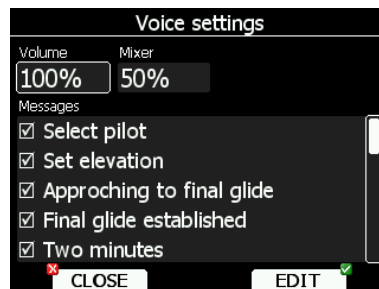 Voice settings
Volume Mixer
100% 50%
Messages
Select pilot
Set elevation
Approching to final glide
Final glide established
Two minutes
CLOSE EDIT